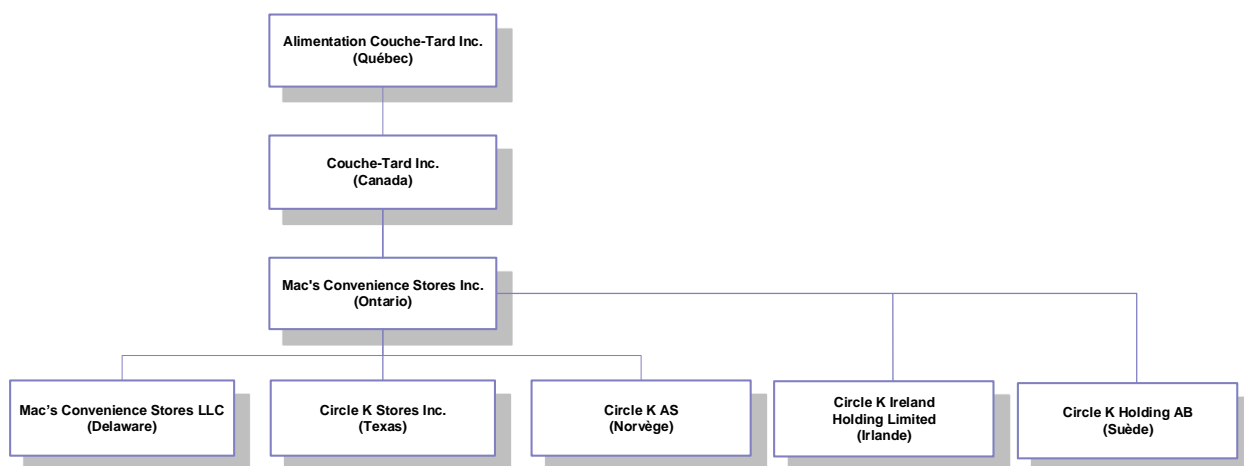 Alimentation Couche-Tard Inc.
(Québec)
Couche-Tard Inc.
(Canada)
Mac's Convenience Stores Inc.
(Ontario)
Mac’s Convenience Stores LLC
(Delaware)
Circle K Stores Inc.
(Texas)
Circle K AS
(Norvège)
Circle K Ireland
Holding Limited
(Irlande)
Circle K Holding AB
(Suède)